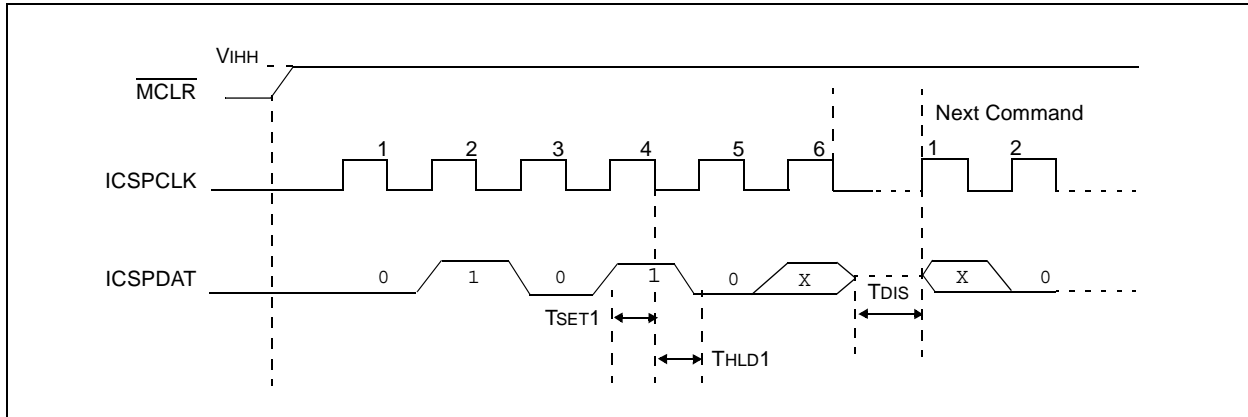 VIHH
MCLR
Next Command
1 2 3 4 5 6 1 2
ICSPCLK
ICSPDAT
0 1 0 1 0 X X 0
TDIS
TSET1
THLD1